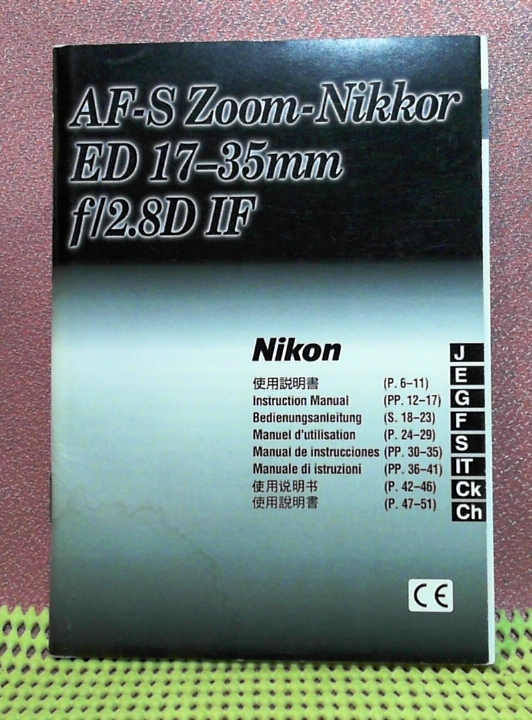 AF-S Zoom-Nikkor
ED 17–35mm
f/2.8D IF
Nikon
使用説明書 (P. 6–11) J
Instruction Manual (PP. 12–17) E
Bedienungsanleitung (S. 18–23) G
Manuel d'utilisation (P. 24–29) F
Manual de instrucciones (PP. 30–35) S
Manuale di istruzioni (PP. 36–41) IT
使用说明书 (P. 42–46) Ck
使用說明書 (P. 47–51) Ch
CE